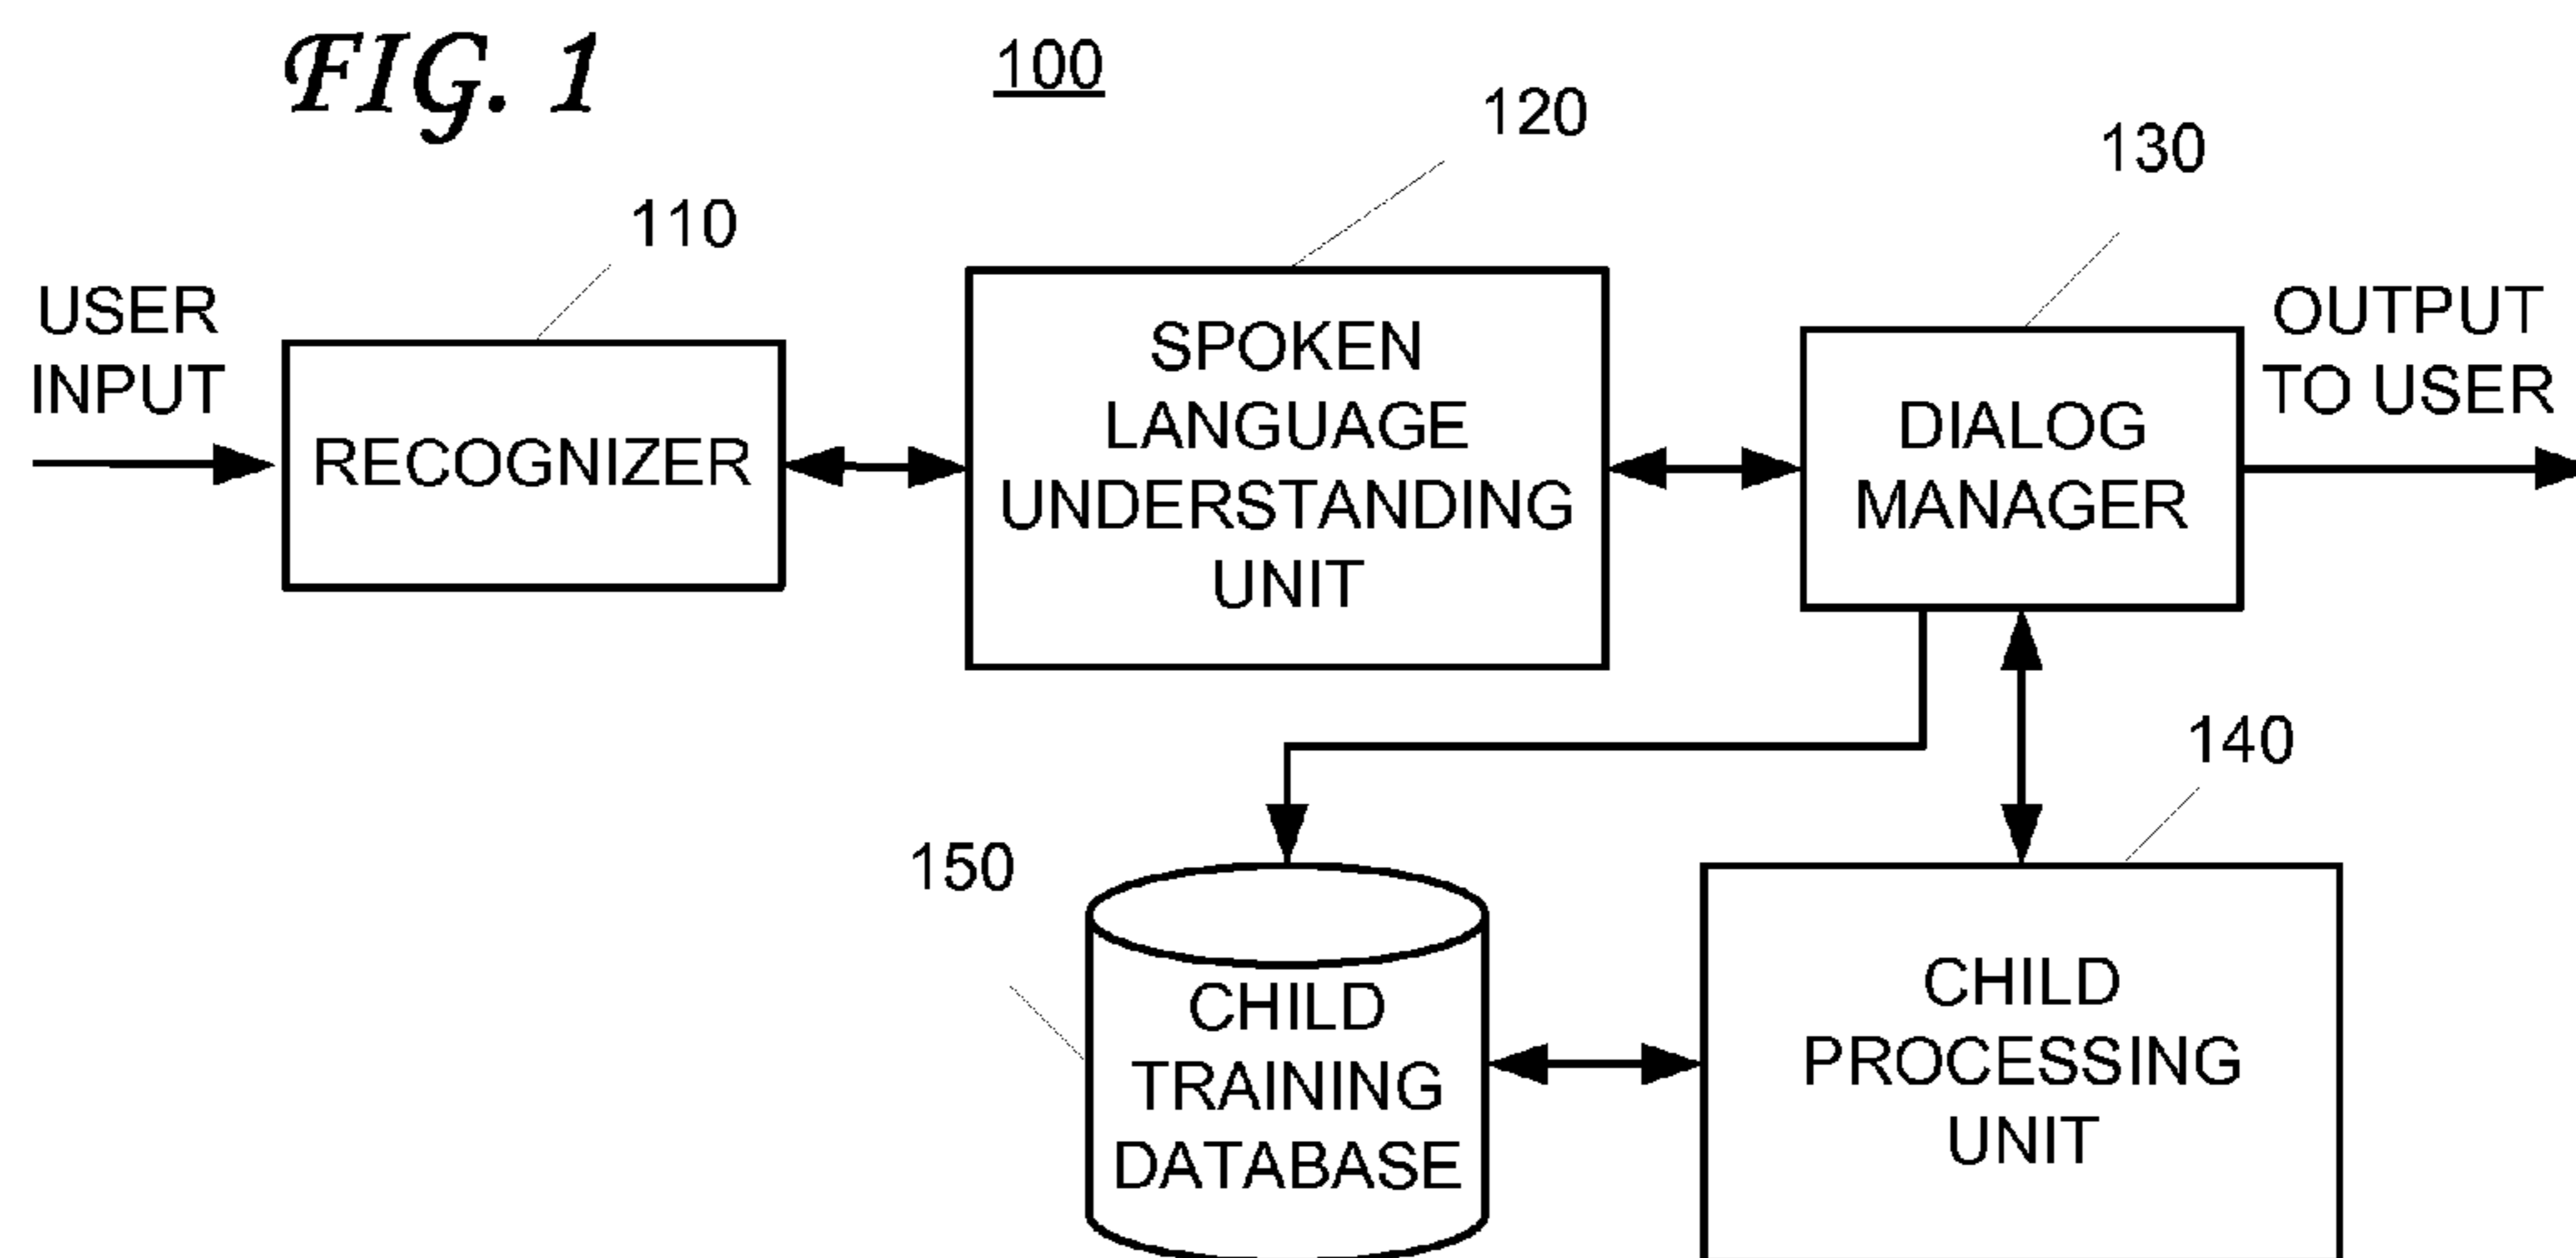 FIG. 1
100
120
130
110
USER
INPUT
RECOGNIZER
SPOKEN
LANGUAGE
UNDERSTANDING
UNIT
DIALOG
MANAGER
OUTPUT
TO USER
140
150
CHILD
TRAINING
DATABASE
CHILD
PROCESSING
UNIT